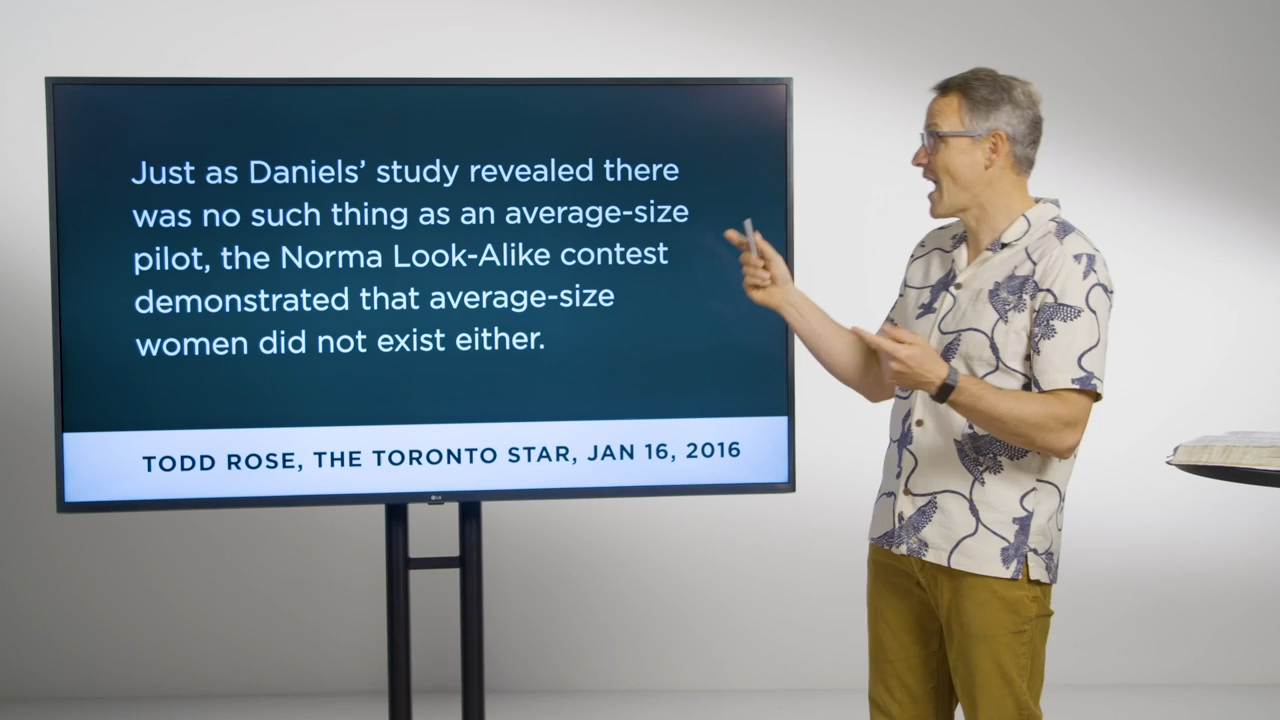 Just as Daniels’ study revealed there
was no such thing as an average-size
pilot, the Norma Look-Alike contest
demonstrated that average-size
women did not exist either.
TODD ROSE, THE TORONTO STAR, JAN 16, 2016
LG